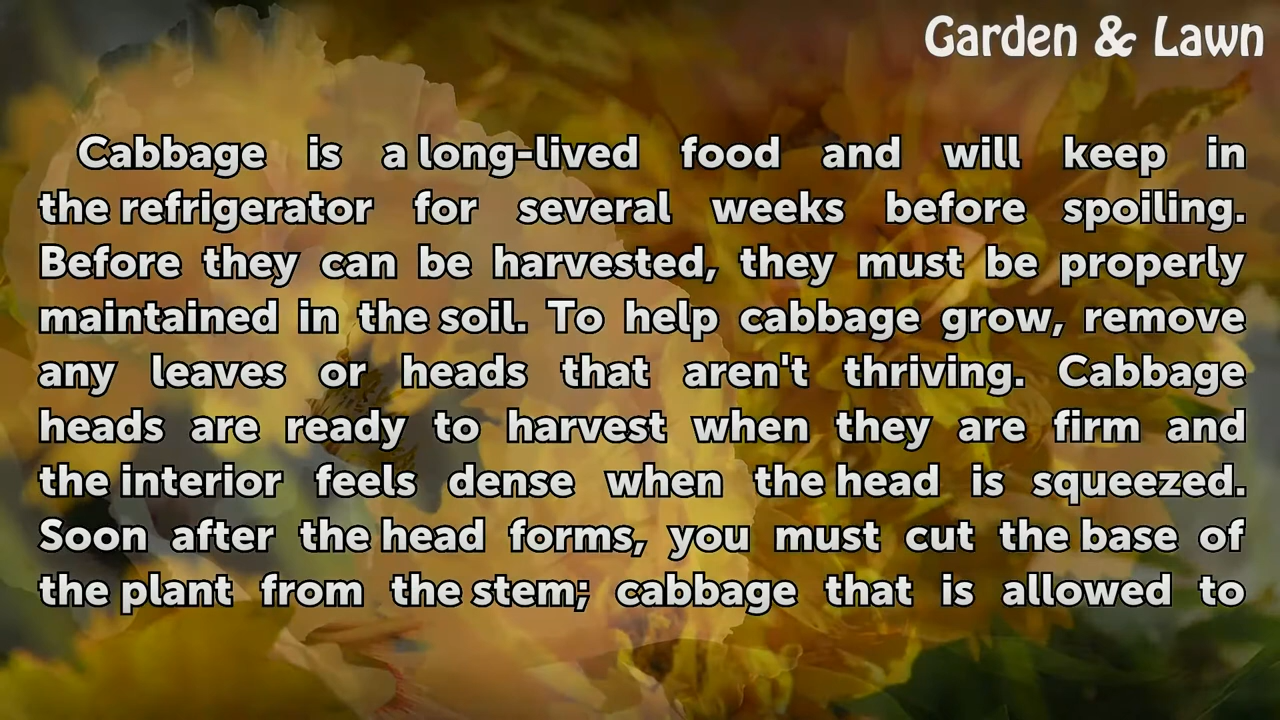 Garden & Lawn
Cabbage is a long-lived food and will keep in
the refrigerator for several weeks before spoiling.
Before they can be harvested, they must be properly
maintained in the soil. To help cabbage grow, remove
any leaves or heads that aren't thriving. Cabbage
heads are ready to harvest when they are firm and
the interior feels dense when the head is squeezed.
Soon after the head forms, you must cut the base of
the plant from the stem; cabbage that is allowed to